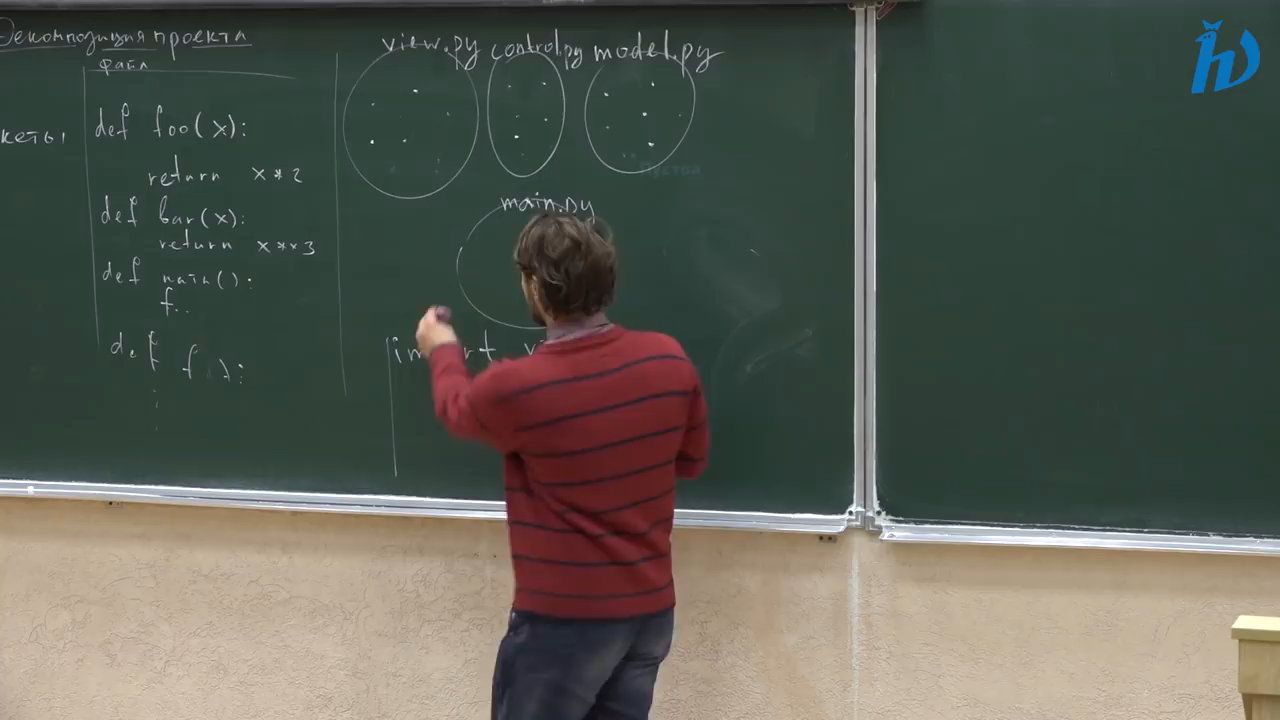 Декомпозиция проекта
файл
кеты
def foo(x):
return x**2
def bar(x):
return x**3
def main():
f..
def f():
view.py control.py model.py
main.py
import